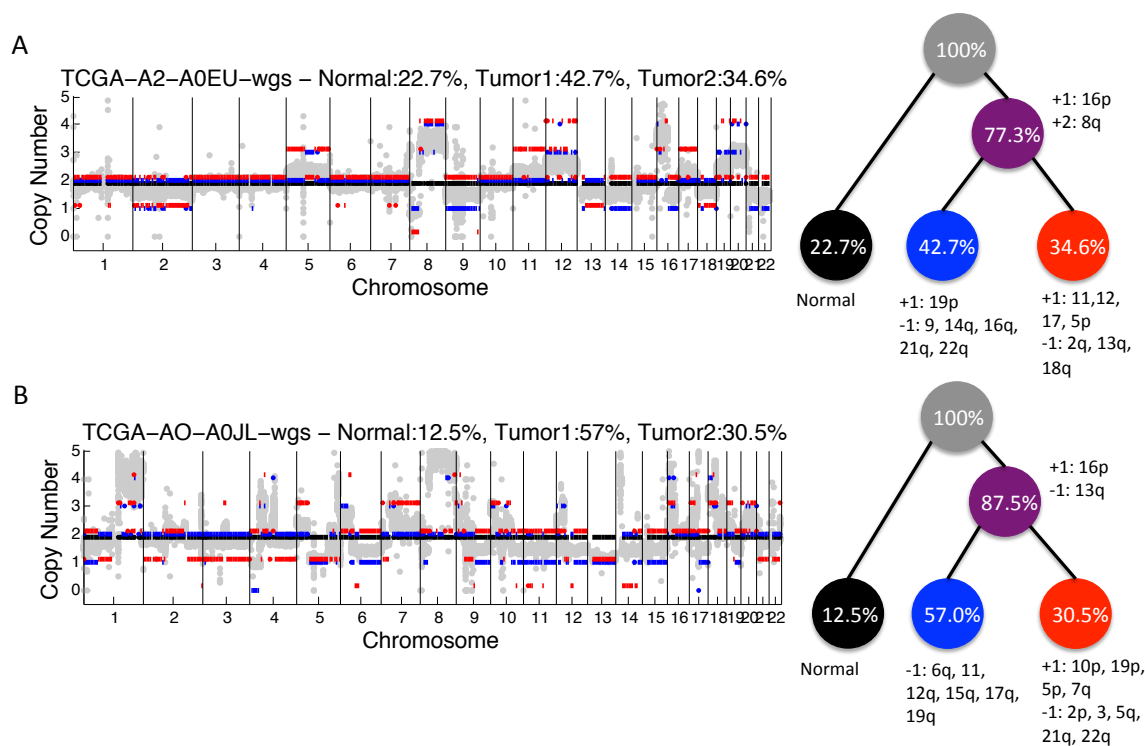 A
TCGA-A2-A0EU-wgs – Normal:22.7%, Tumor1:42.7%, Tumor2:34.6%
Copy Number
5
4
3
2
1
0
1 2 3 4 5 6 7 8 9 10 11 12 13 14 15 16 17 18 19 20 21 22
Chromosome
100%
77.3%
+1: 16p
+2: 8q
22.7%
42.7%
34.6%
Normal
+1: 19p
-1: 9, 14q, 16q,
21q, 22q
+1: 11,12,
17, 5p
-1: 2q, 13q,
18q
B
TCGA-AO-A0JL-wgs – Normal:12.5%, Tumor1:57%, Tumor2:30.5%
Copy Number
5
4
3
2
1
0
1 2 3 4 5 6 7 8 9 10 11 12 13 14 15 16 17 18 19 20 21 22
Chromosome
100%
87.5%
+1: 16p
-1: 13q
12.5%
57.0%
30.5%
Normal
-1: 6q, 11,
12q, 15q, 17q,
19q
+1: 10p, 19p,
5p, 7q
-1: 2p, 3, 5q,
21q, 22q